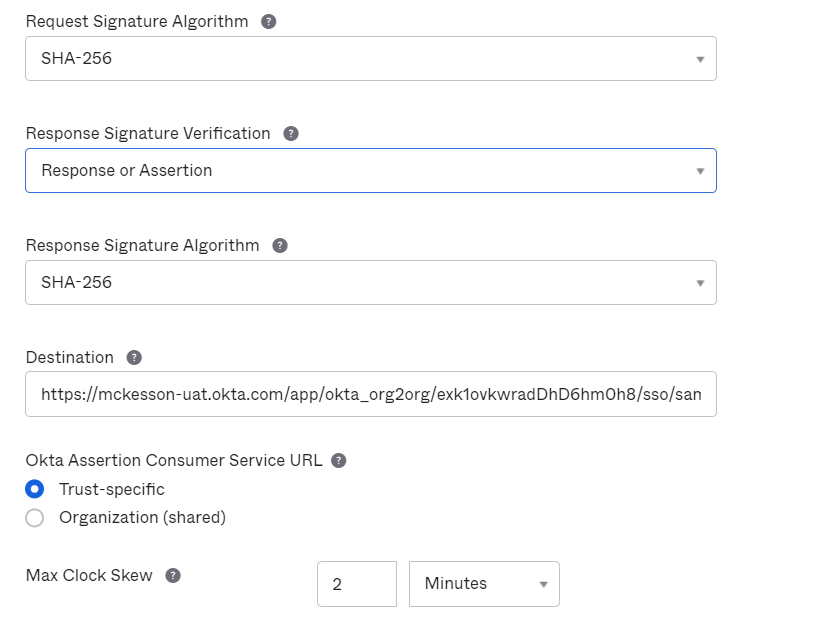 Request Signature Algorithm ?
SHA-256
Response Signature Verification ?
Response or Assertion
Response Signature Algorithm ?
SHA-256
Destination ?
https://mckesson-uat.okta.com/app/okta_org2org/exk1ovkwradDhD6hm0h8/sso/san
Okta Assertion Consumer Service URL ?
Trust-specific
Organization (shared)
Max Clock Skew ? 2 Minutes